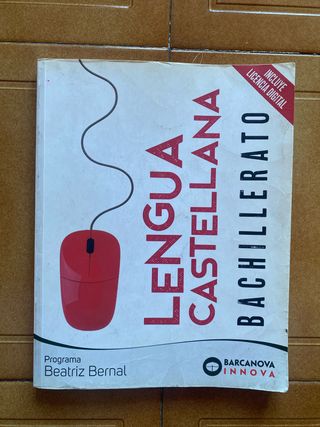 INCLUYE
LICENCIA DIGITAL
LENGUA
CASTELLANA
BACHILLERATO
Programa
Beatriz Bernal
BARCANOVA
INNOVA